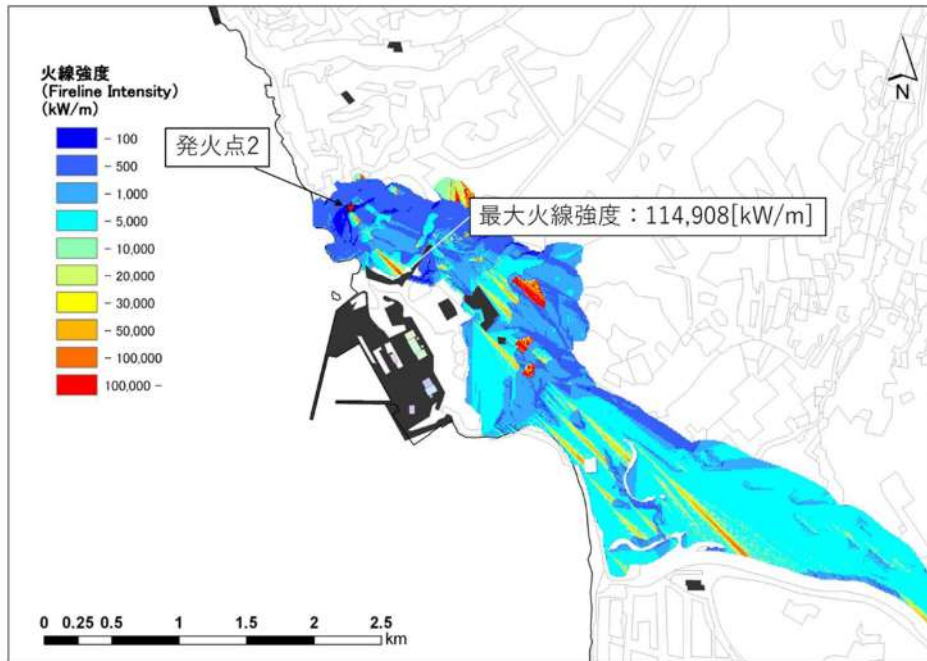 火線強度
(Fireline Intensity)
(kW/m)
- 100
- 500
- 1,000
- 5,000
- 10,000
- 20,000
- 30,000
- 50,000
- 100,000
100,000 -
発火点2
最大火線強度：114,908[kW/m]
N
0 0.25 0.5 1 1.5 2 2.5
km